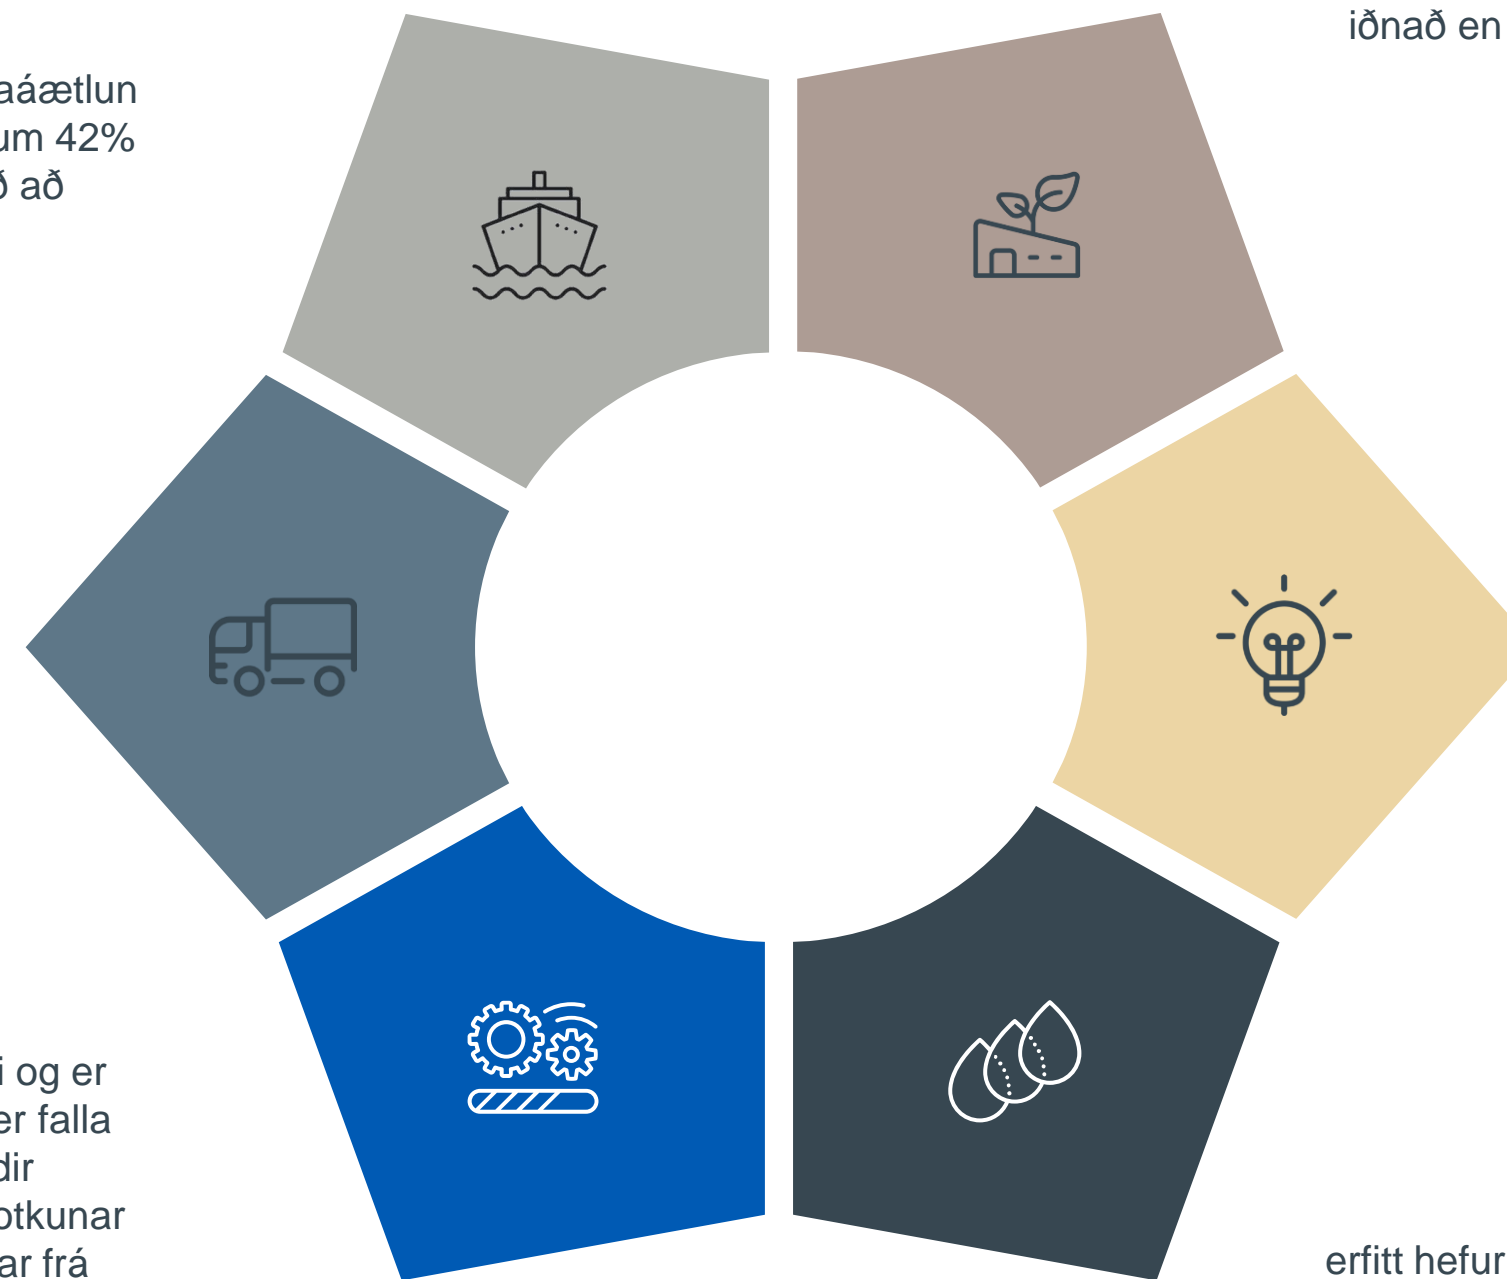 iðnað en
aáætlun
um 42%
ð að
i og er
er falla
dir
otkunar
ar frá
erfitt hefur